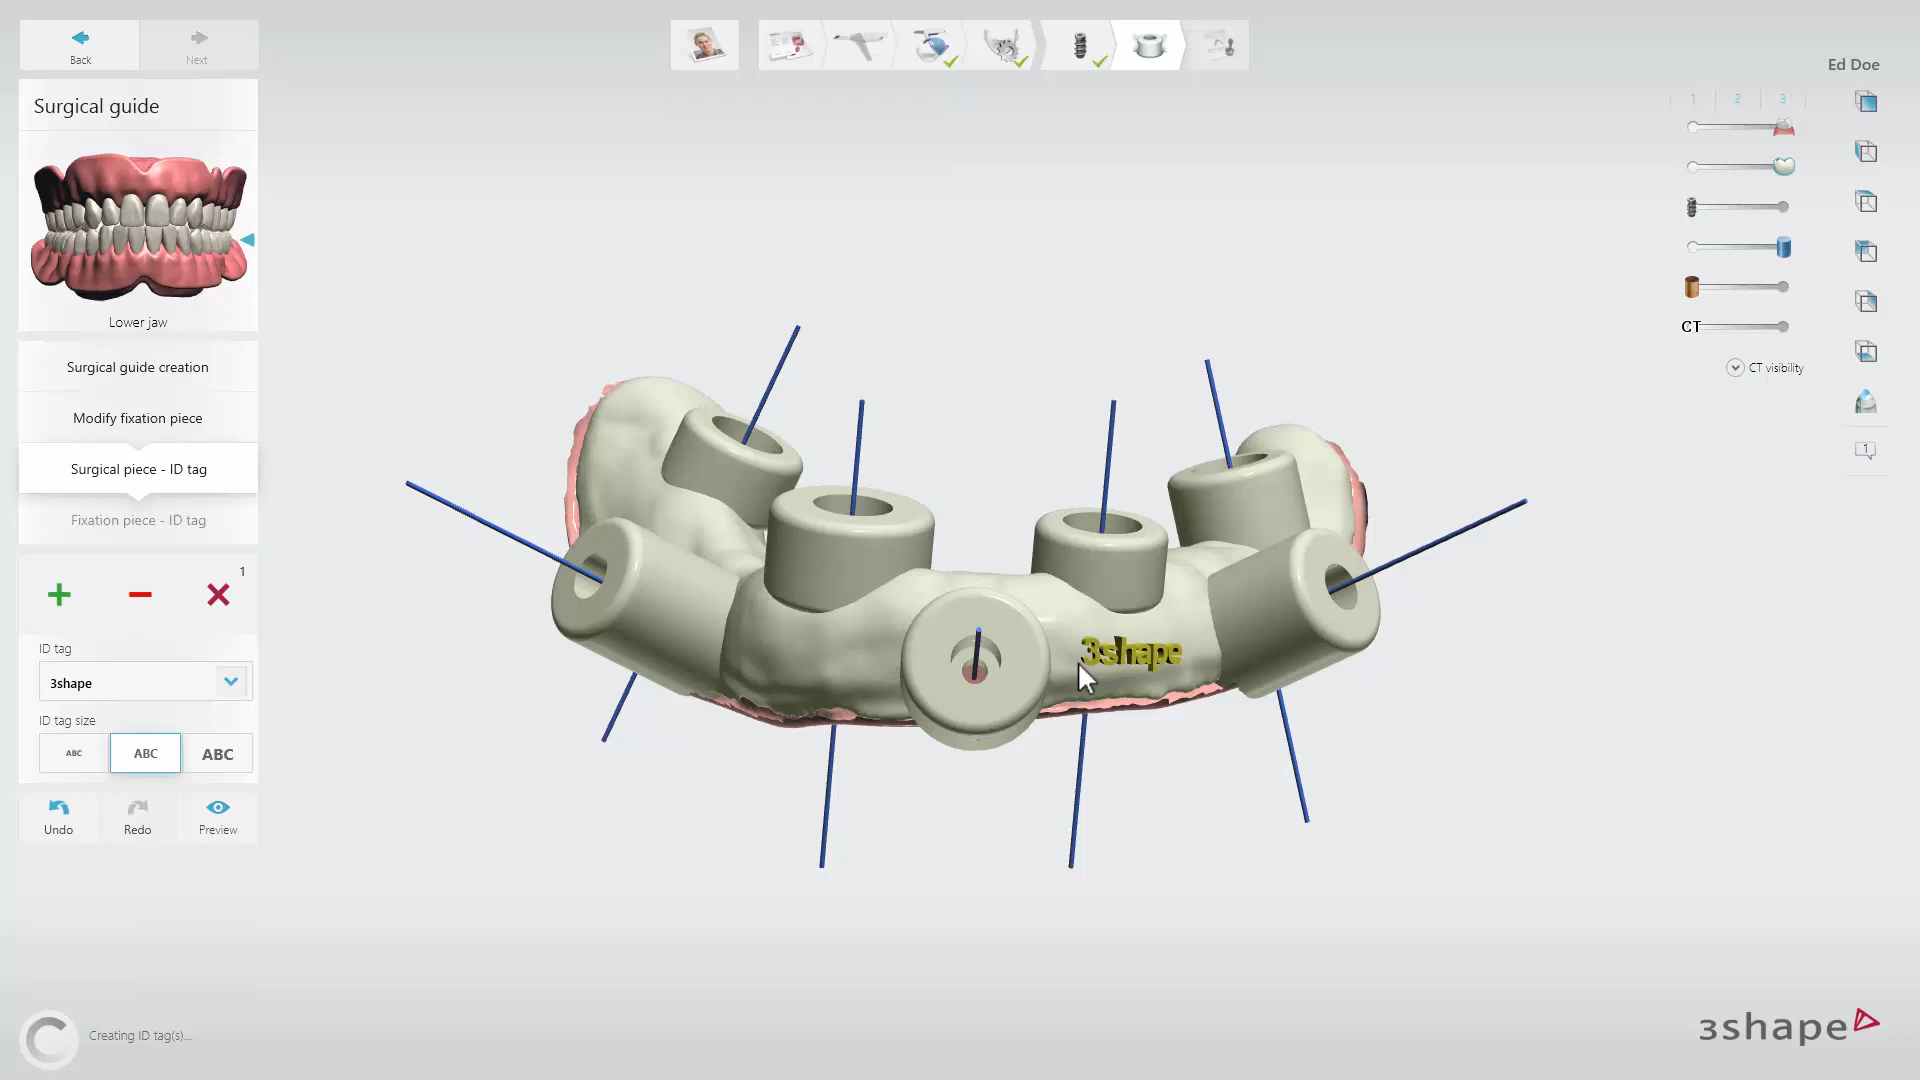 Back
Next
Ed Doe
Surgical guide
1 2 3
Lower jaw
CT
CT visibility
Surgical guide creation
Modify fixation piece
Surgical piece - ID tag
Fixation piece - ID tag
1
1
ID tag
3shape
3shape
ID tag size
ABC ABC ABC
Undo Redo Preview
Creating ID tag(s)...
3shape